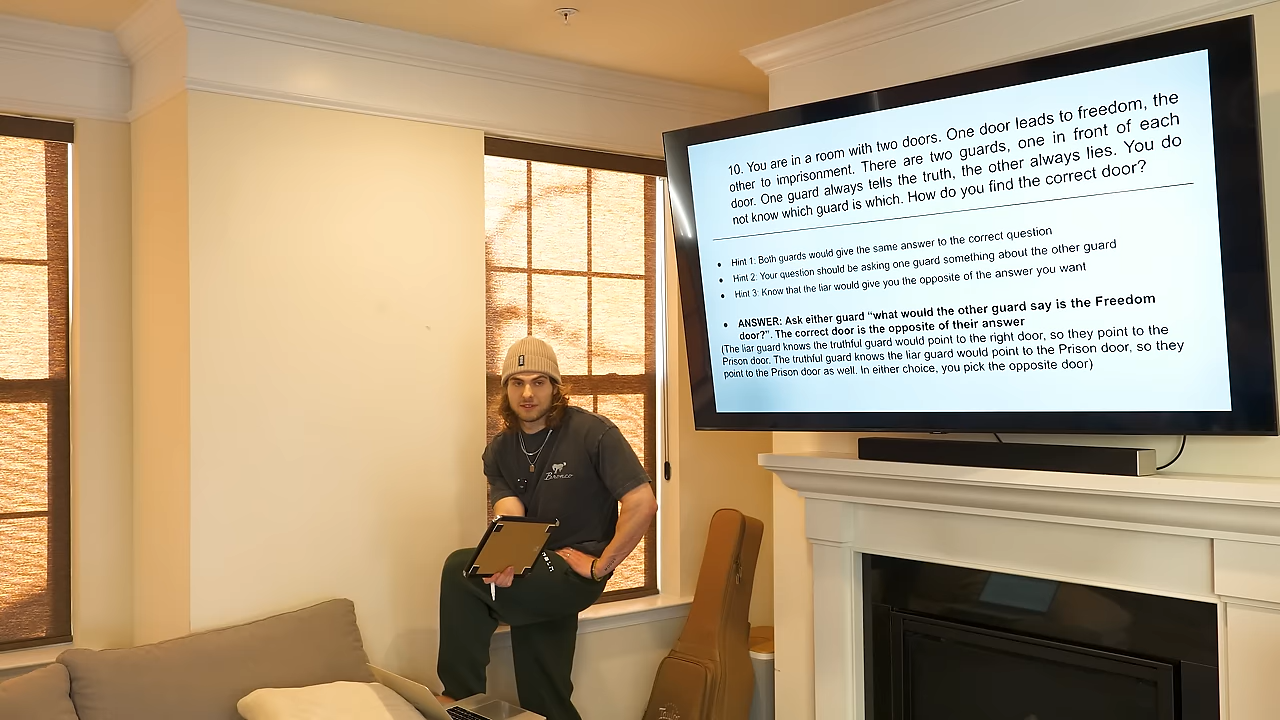 10. You are in a room with two doors. One door leads to freedom, the
other to imprisonment. There are two guards, one in front of each
door. One guard always tells the truth, the other always lies. You do
not know which guard is which. How do you find the correct door?
• Hint 1: Both guards would give the same answer to the correct question
• Hint 2: Your question should be asking one guard something about the other guard
• Hint 3: Know that the liar would give you the opposite of the answer you want
• ANSWER: Ask either guard “what would the other guard say is the Freedom
door?”. The correct door is the opposite of their answer
(The liar guard knows the truthful guard would point to the right door, so they point to the
Prison door. The truthful guard knows the liar guard would point to the Prison door, so they
point to the Prison door as well. In either choice, you pick the opposite door)
Bronco